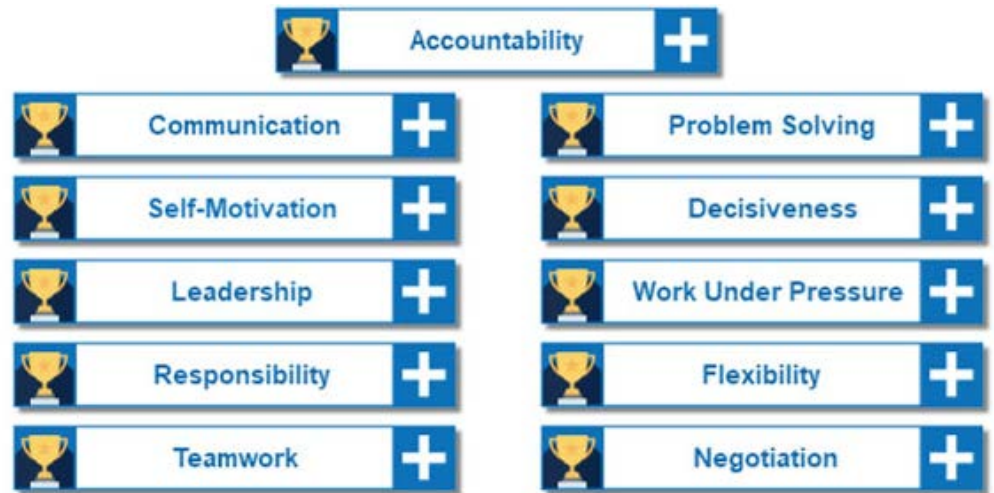 Accountability
Communication
Problem Solving
Self-Motivation
Decisiveness
Leadership
Work Under Pressure
Responsibility
Flexibility
Teamwork
Negotiation